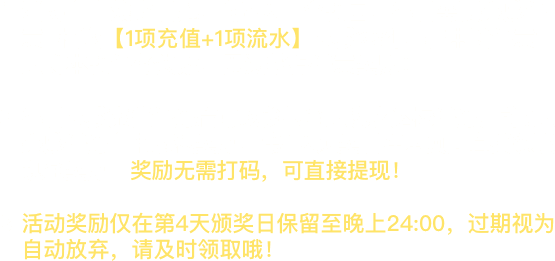 【1项充值+1项流水】
奖励无需打码，可直接提现！
活动奖励仅在第4天颁奖日保留至晚上24:00，过期视为
自动放弃，请及时领取哦！